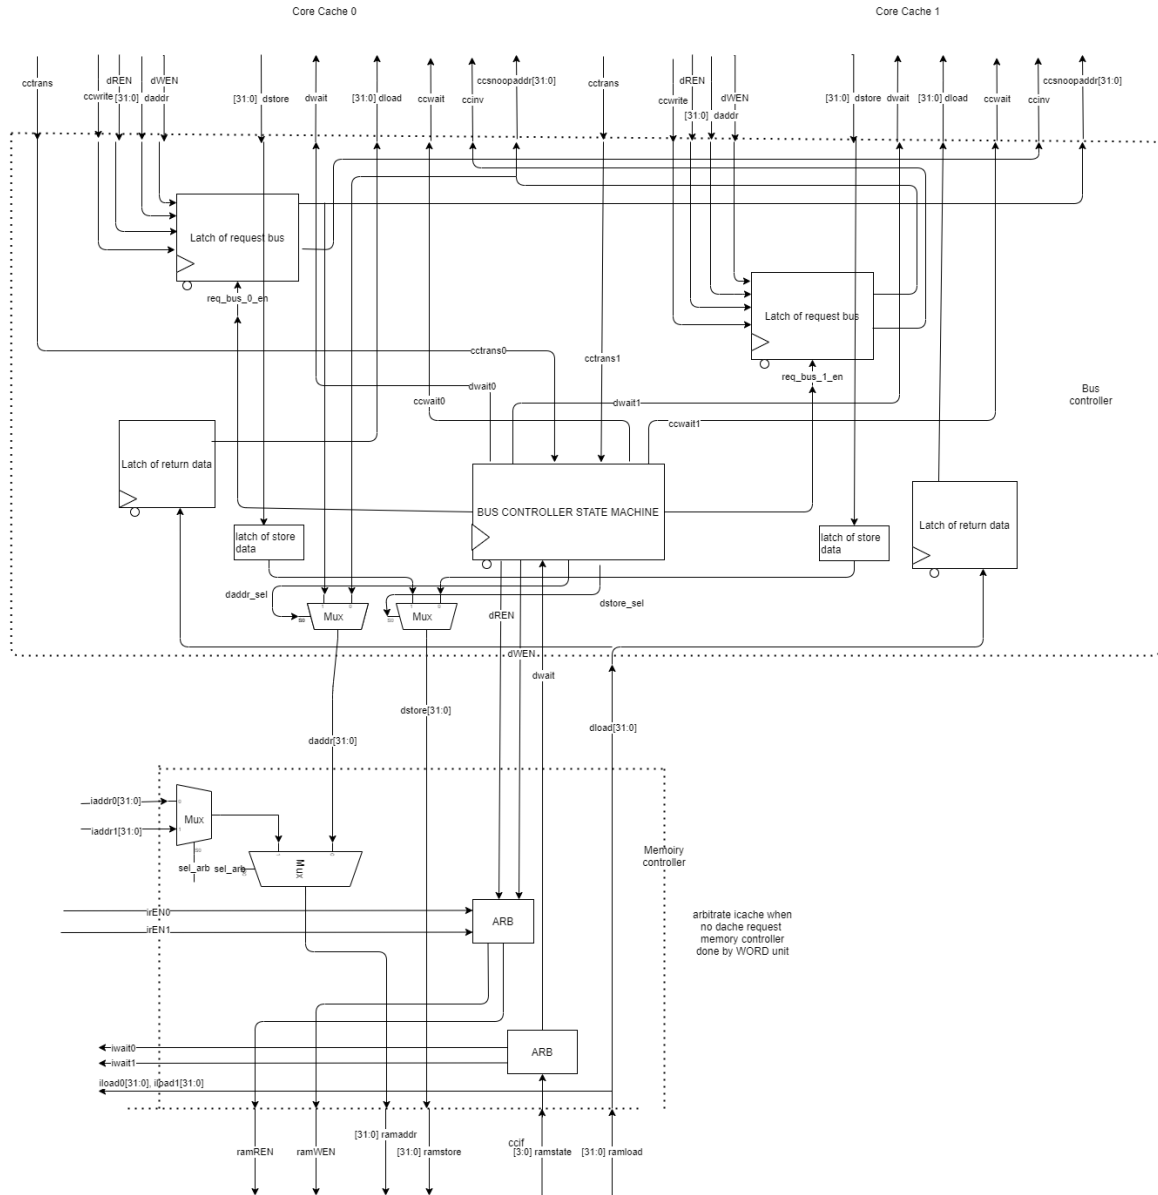 Core Cache 0
Core Cache 1
cctrans
ccwrite
dREN
[31:0] daddr
dWEN
[31:0] dstore
dwait
[31:0] dload
ccwait
ccinv
ccsnoopaddr[31:0]
cctrans
ccwrite
dREN
[31:0] daddr
dWEN
[31:0] dstore
dwait
[31:0] dload
ccwait
ccinv
ccsnoopaddr[31:0]
Latch of request bus
req_bus_0_en
Latch of request bus
req_bus_1_en
cctrans0
cctrans1
dwait0
ccwait0
dwait1
ccwait1
Bus
controller
Latch of return data
BUS CONTROLLER STATE MACHINE
latch of store
data
latch of store
data
Latch of return data
daddr_sel
Mux
Mux
dREN
dstore_sel
dWEN
dwait
dstore[31:0]
dload[31:0]
daddr[31:0]
iaddr0[31:0]
iaddr1[31:0]
Mux
sel_arb
sel_arb
Mux
Memoiry
controller
irEN0
irEN1
ARB
arbitrate icache when
no dache request
memory controller
done by WORD unit
iwait0
iwait1
ARB
iload0[31:0], iload1[31:0]
ramREN
ramWEN
[31:0] ramaddr
[31:0] ramstore
ccif
[3:0] ramstate
[31:0] ramload